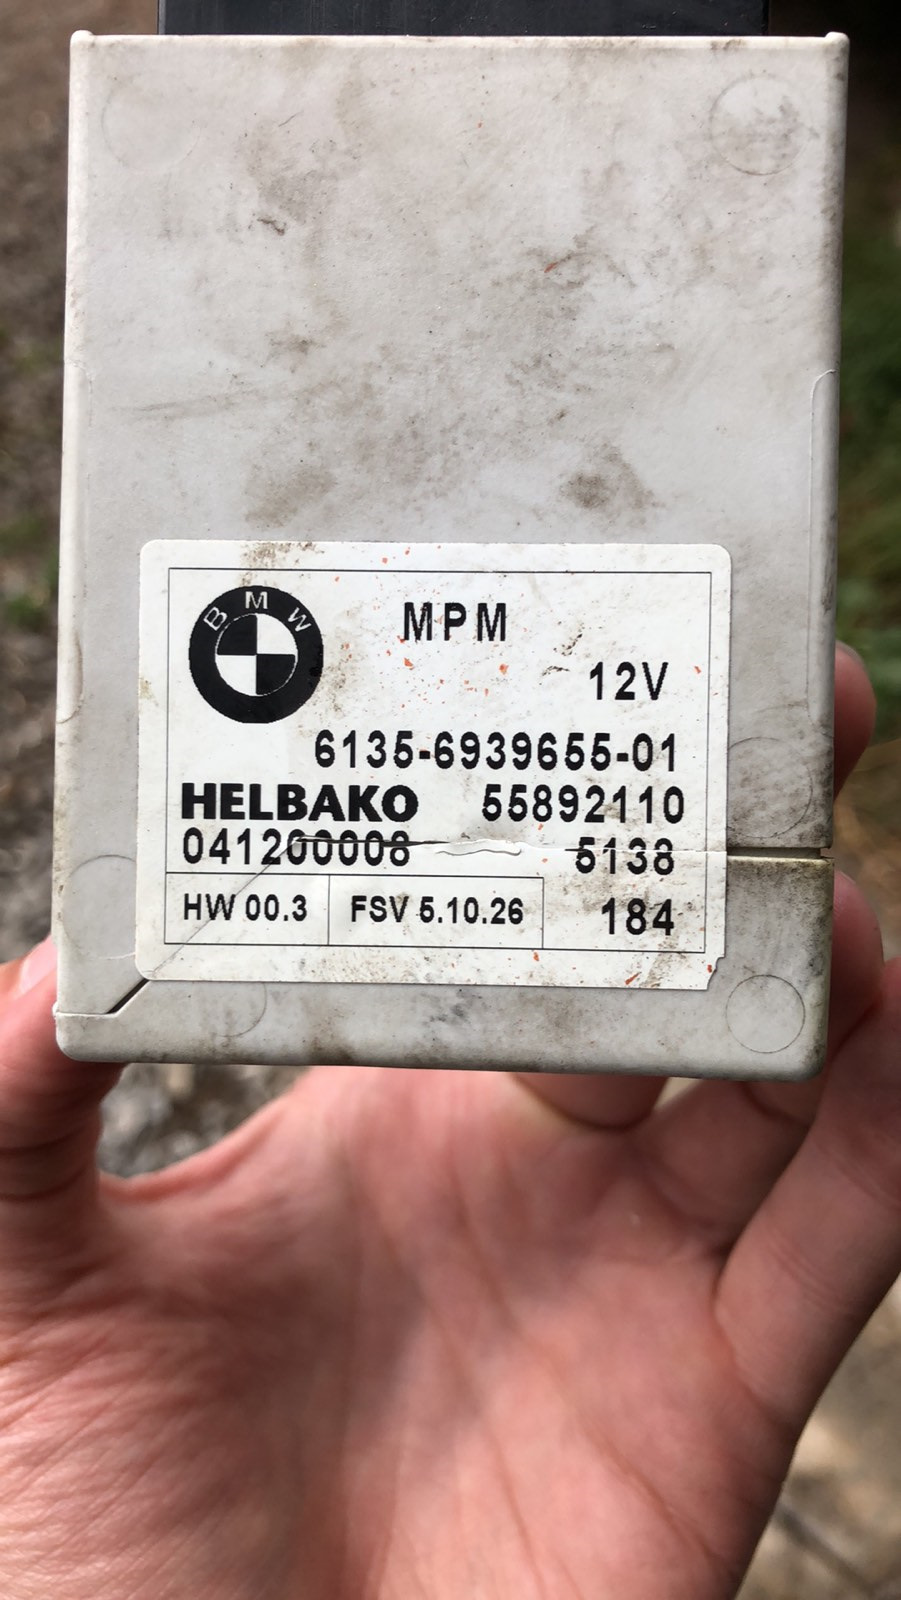 BMW
MPM
12V
6135-6939655-01
HELBAKO 55892110
041200008 5138
HW 00.3 FSV 5.10.26 184